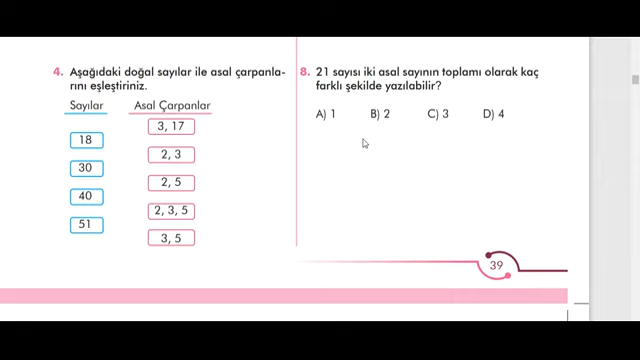 4. Aşağıdaki doğal sayılar ile asal çarpanla-
rını eşleştiriniz.
Sayılar Asal Çarpanlar
3, 17
18
2, 3
30
2, 5
40
2, 3, 5
51
3, 5
8. 21 sayısı iki asal sayının toplamı olarak kaç
farklı şekilde yazılabilir?
A) 1 B) 2 C) 3 D) 4
39